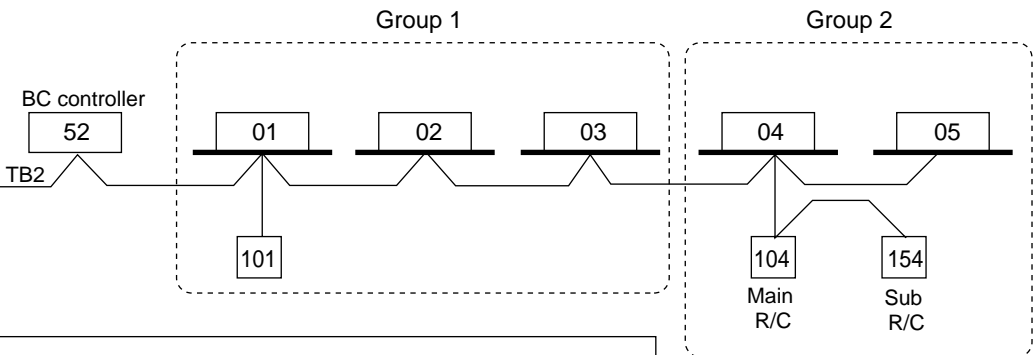 Group 1
Group 2
BC controller
52
01
02
03
04
05
TB2
101
104
154
Main
R/C
Sub
R/C